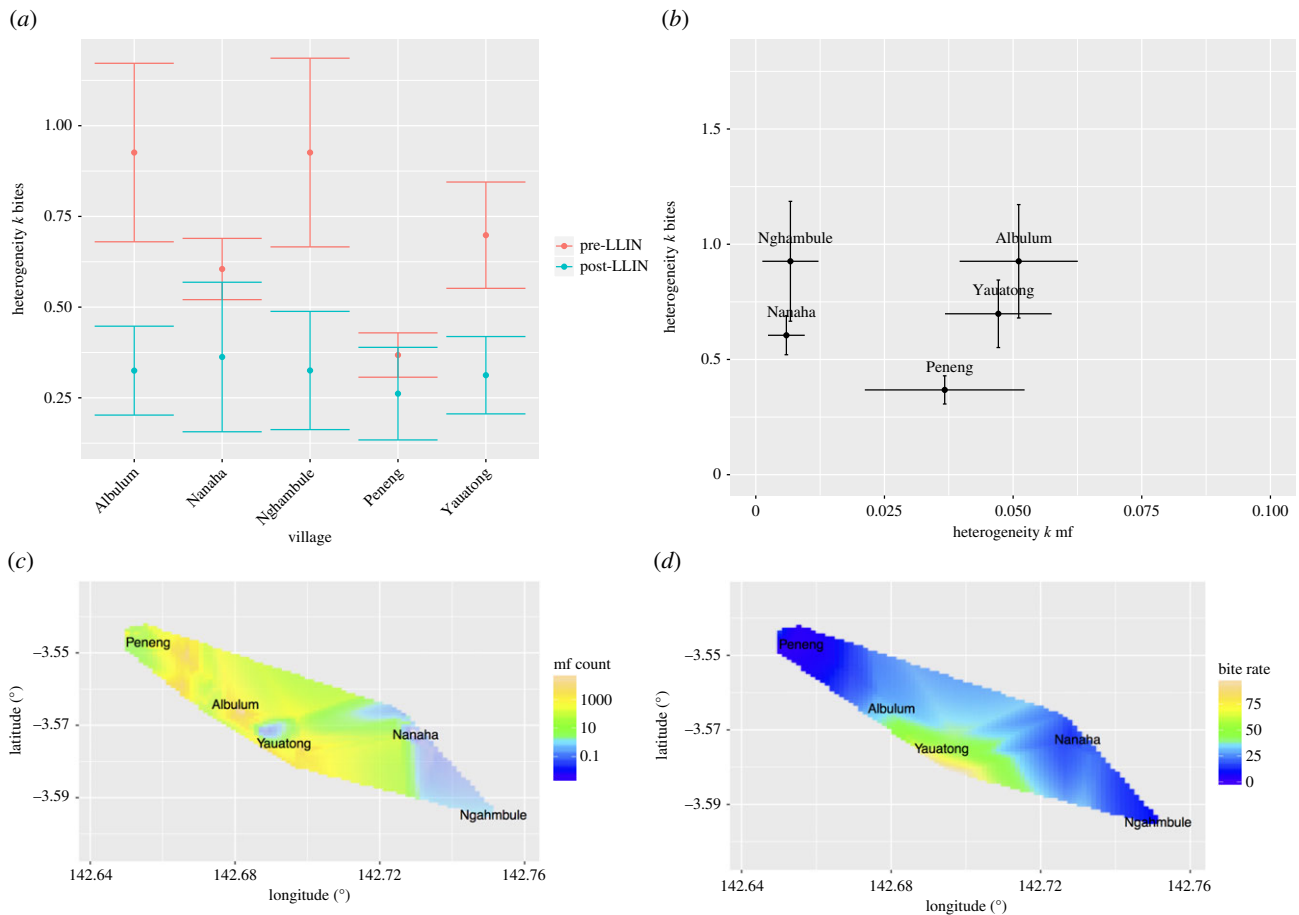 (a)
1.00
0.75
0.50
0.25
heterogeneity k bites
Albulum
Nanaha
Nghambule
Peneng
Yauatong
village
pre-LLIN
post-LLIN
(b)
1.5
1.0
0.5
0
heterogeneity k bites
Nghambule
Albulum
Yauatong
Nanaha
Peneng
0
0.025
0.050
0.075
0.100
heterogeneity k mf
(c)
–3.55
–3.57
–3.59
latitude (°)
Peneng
Albulum
Yauatong
Nanaha
Ngahmbule
142.64
142.68
142.72
142.76
longitude (°)
mf count
1000
10
0.1
(d)
–3.55
–3.57
–3.59
latitude (°)
Peneng
Albulum
Yauatong
Nanaha
Ngahmbule
142.64
142.68
142.72
142.76
longitude (°)
bite rate
75
50
25
0